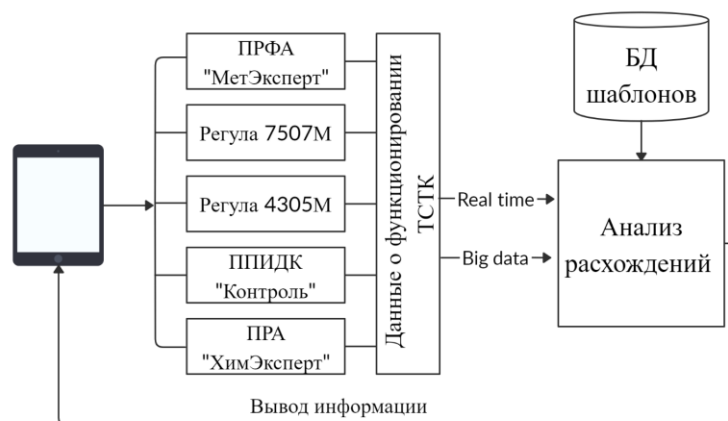 ПРФА
"МетЭксперт"
Регула 7507М
Регула 4305М
ППИДК
"Контроль"
ПРА
"ХимЭксперт"
Данные о функционировании
ТСТК
Real time
Big data
БД
шаблонов
Анализ
расхождений
Вывод информации